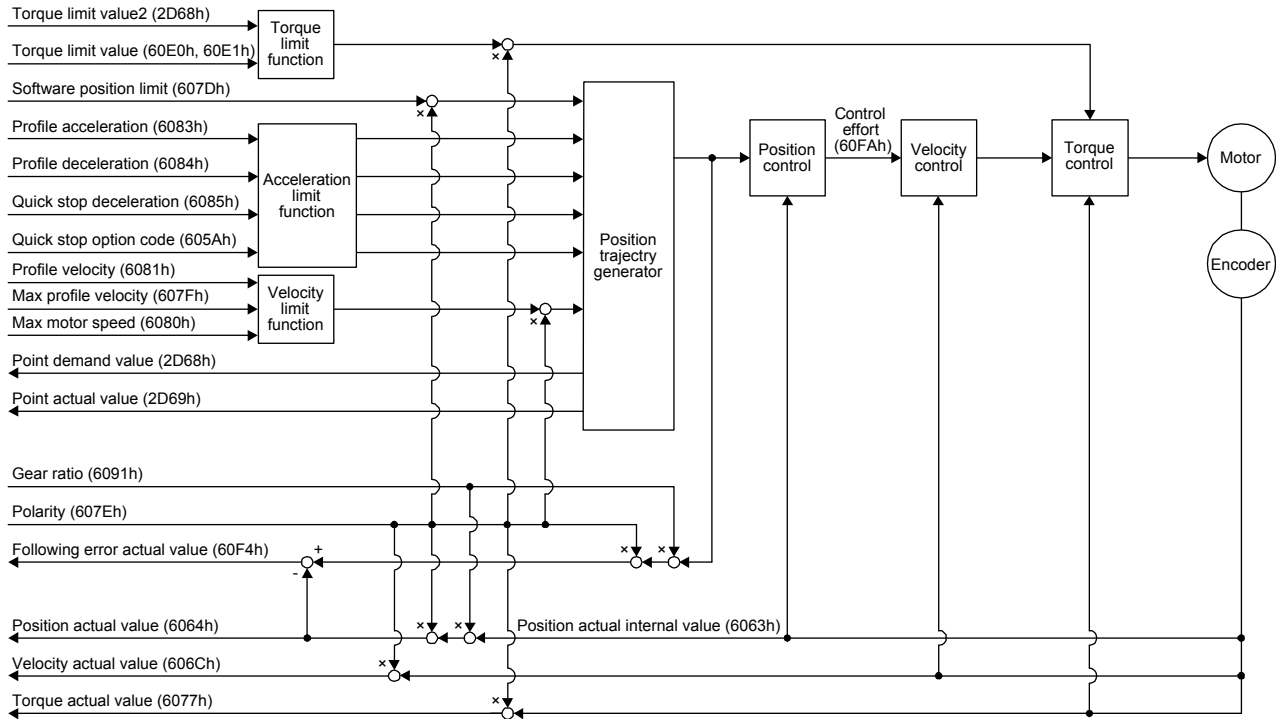 Torque limit value2 (2D68h)
Torque limit value (60E0h, 60E1h)
Torque
limit
function
×
Software position limit (607Dh)
×
Profile acceleration (6083h)
Profile deceleration (6084h)
Quick stop deceleration (6085h)
Quick stop option code (605Ah)
Acceleration
limit
function
Profile velocity (6081h)
Max profile velocity (607Fh)
Max motor speed (6080h)
Velocity
limit
function
×
Point demand value (2D68h)
Point actual value (2D69h)
Position
trajectry
generator
Position
control
Control
effort
(60FAh)
Velocity
control
Torque
control
Motor
Encoder
Gear ratio (6091h)
Polarity (607Eh)
Following error actual value (60F4h)
+
-
×
×
Position actual value (6064h)
×
×
Position actual internal value (6063h)
Velocity actual value (606Ch)
×
Torque actual value (6077h)
×